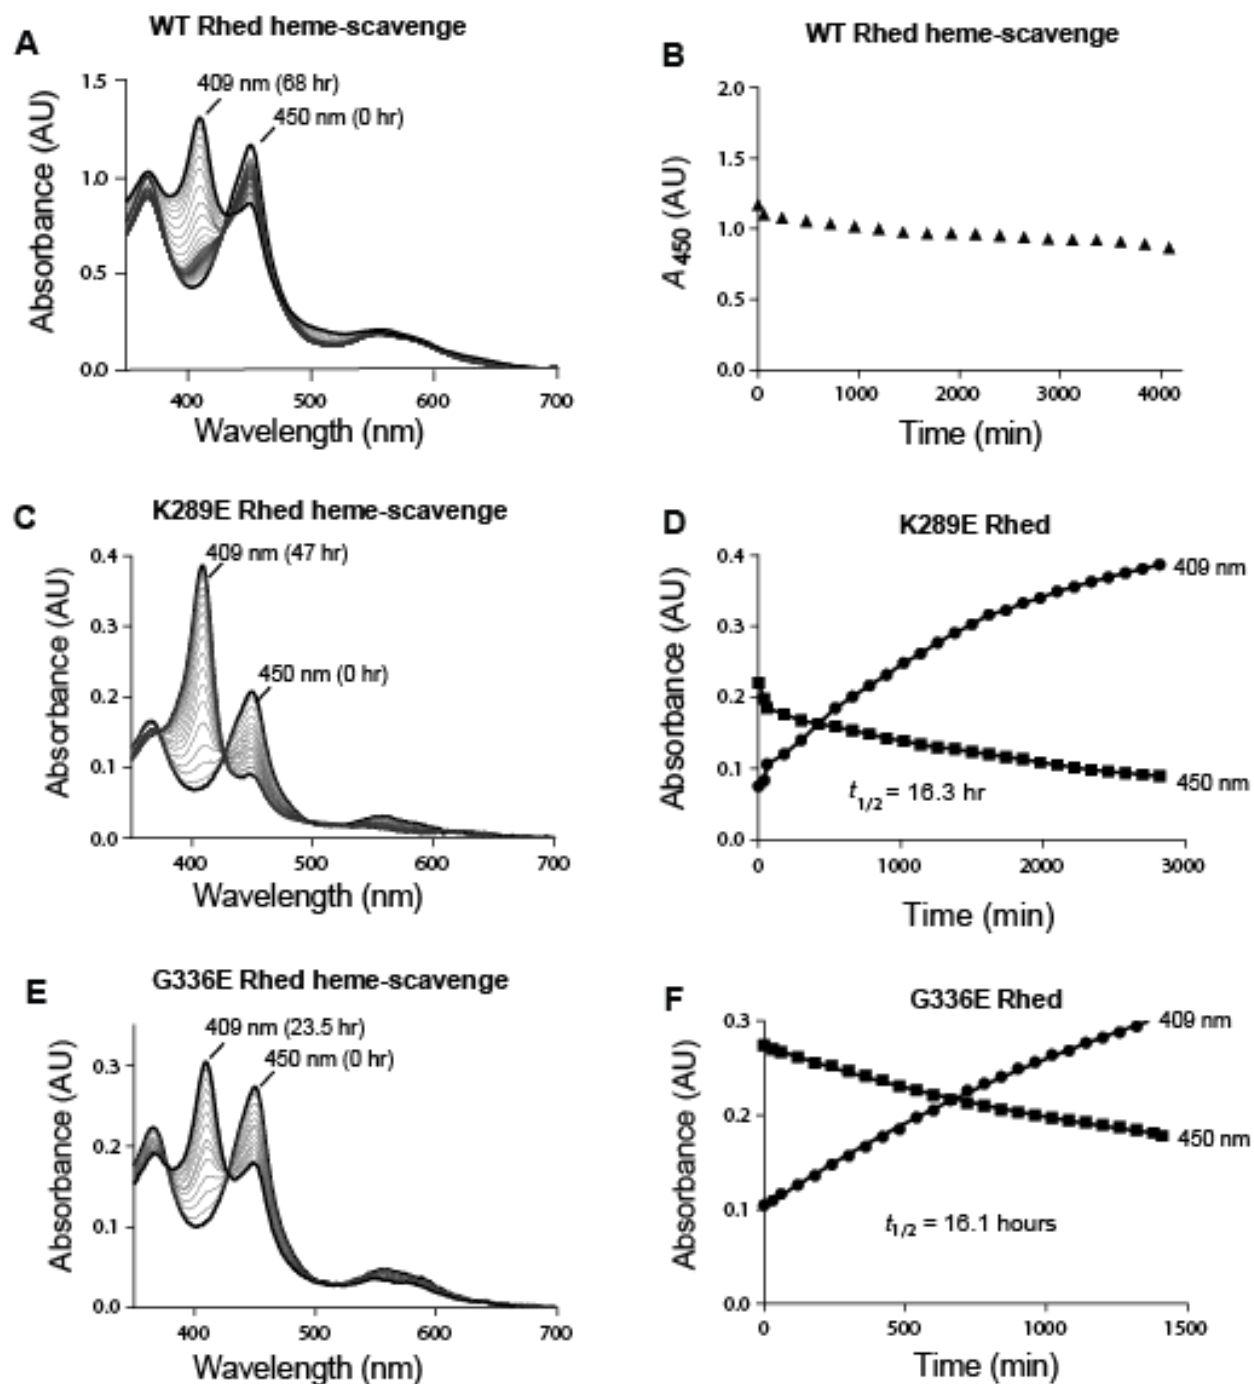 A
WT Rhed heme-scavenge
1.5
1.0
0.5
0.0
Absorbance (AU)
409 nm (68 hr)
450 nm (0 hr)
400
500
600
700
Wavelength (nm)
B
WT Rhed heme-scavenge
2.0
1.5
1.0
0.5
0.0
A450 (AU)
0
1000
2000
3000
4000
Time (min)
C
K289E Rhed heme-scavenge
0.4
0.3
0.2
0.1
0.0
Absorbance (AU)
409 nm (47 hr)
450 nm (0 hr)
400
500
600
700
Wavelength (nm)
D
K289E Rhed
0.4
0.3
0.2
0.1
0.0
Absorbance (AU)
409 nm
450 nm
t1/2 = 16.3 hr
0
1000
2000
3000
Time (min)
E
G336E Rhed heme-scavenge
0.3
0.2
0.1
0.0
Absorbance (AU)
409 nm (23.5 hr)
450 nm (0 hr)
400
500
600
700
Wavelength (nm)
F
G336E Rhed
0.3
0.2
0.1
0.0
Absorbance (AU)
409 nm
450 nm
t1/2 = 16.1 hours
0
500
1000
1500
Time (min)